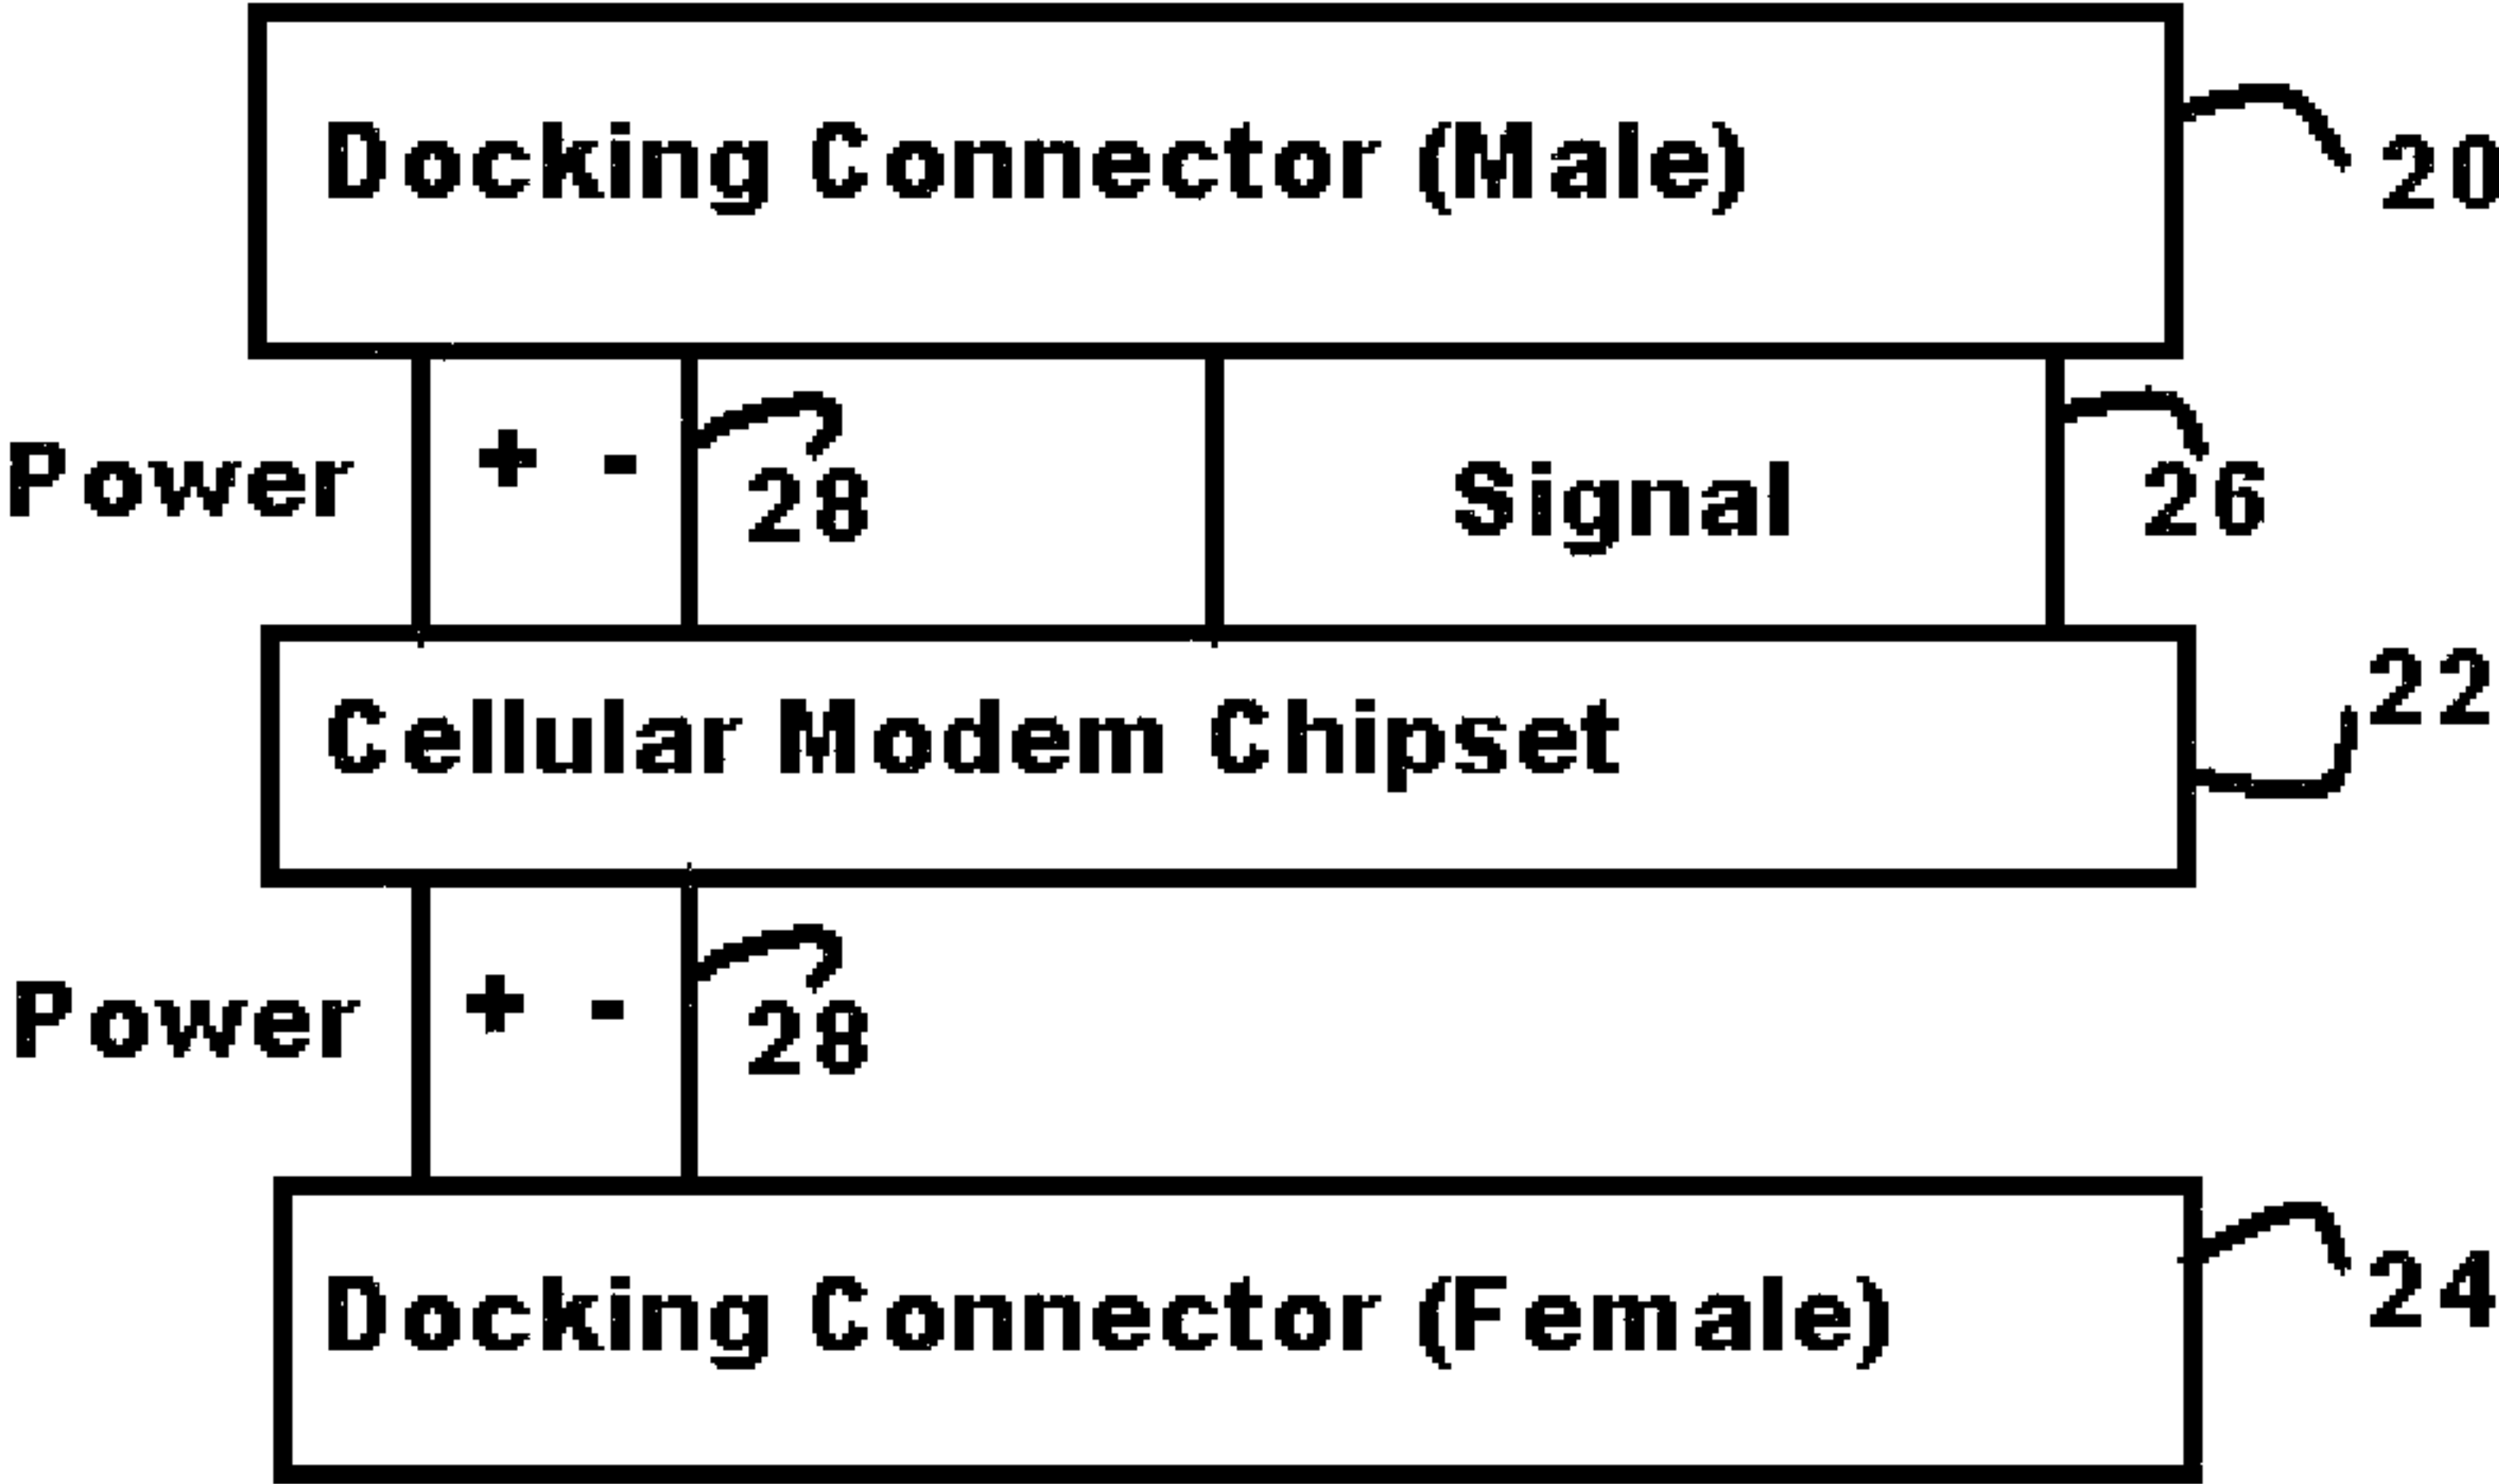 Docking Connector (Male)
20
Power + - 28 Signal 26
Cellular Modem Chipset
22
Power + - 28
Docking Connector (Female)
24